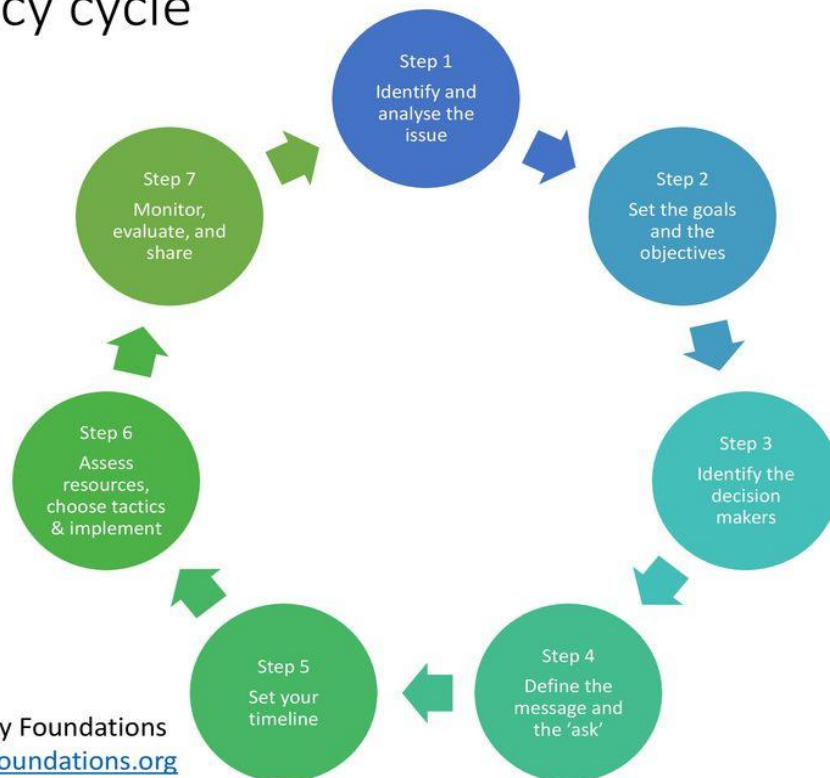 cy cycle
Step 1
Identify and
analyse the
issue
Step 2
Set the goals
and the
objectives
Step 3
Identify the
decision
makers
Step 4
Define the
message and
the ‘ask’
Step 5
Set your
timeline
Step 6
Assess
resources,
choose tactics
& implement
Step 7
Monitor,
evaluate, and
share
y Foundations
oundations.org